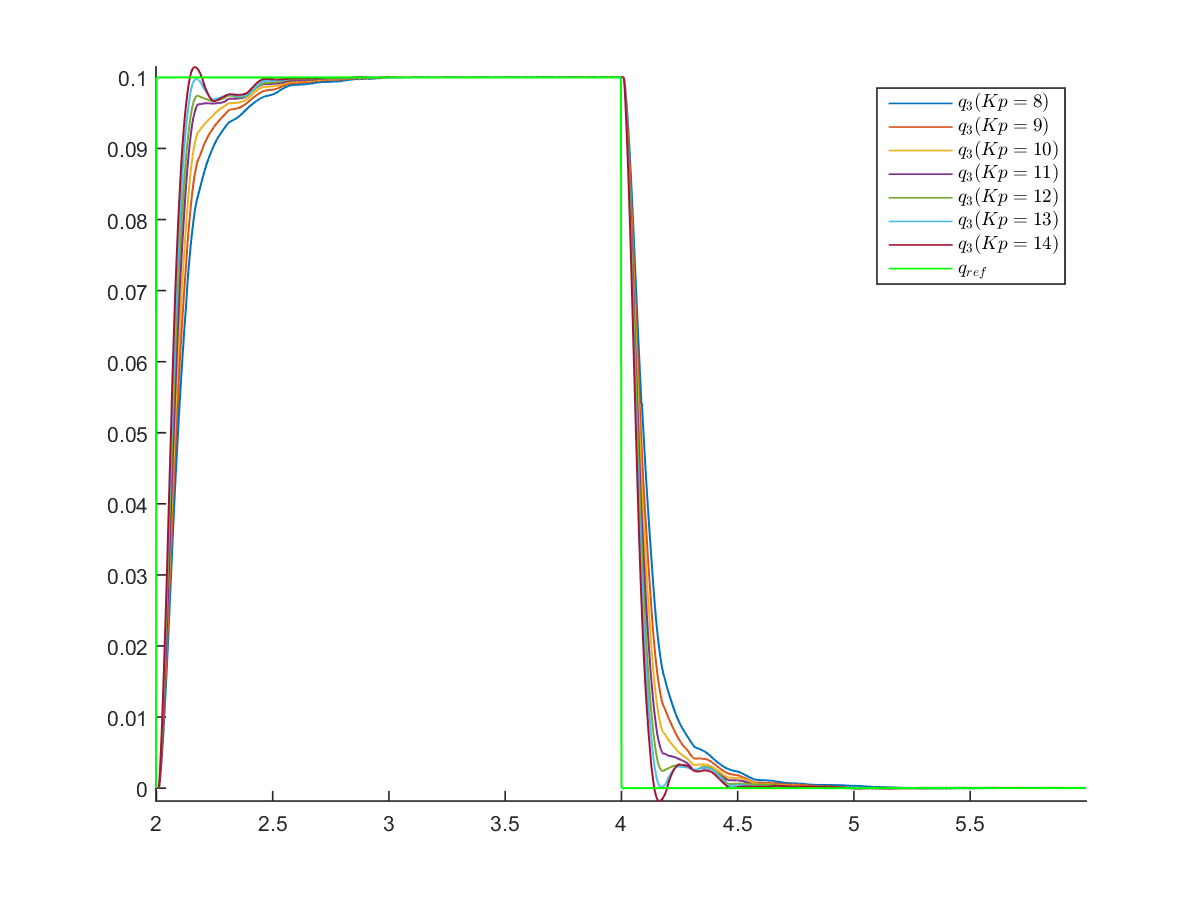 0.1
0.09
0.08
0.07
0.06
0.05
0.04
0.03
0.02
0.01
0
2
2.5
3
3.5
4
4.5
5
5.5
q₃(Kp = 8)
q₃(Kp = 9)
q₃(Kp = 10)
q₃(Kp = 11)
q₃(Kp = 12)
q₃(Kp = 13)
q₃(Kp = 14)
q_ref